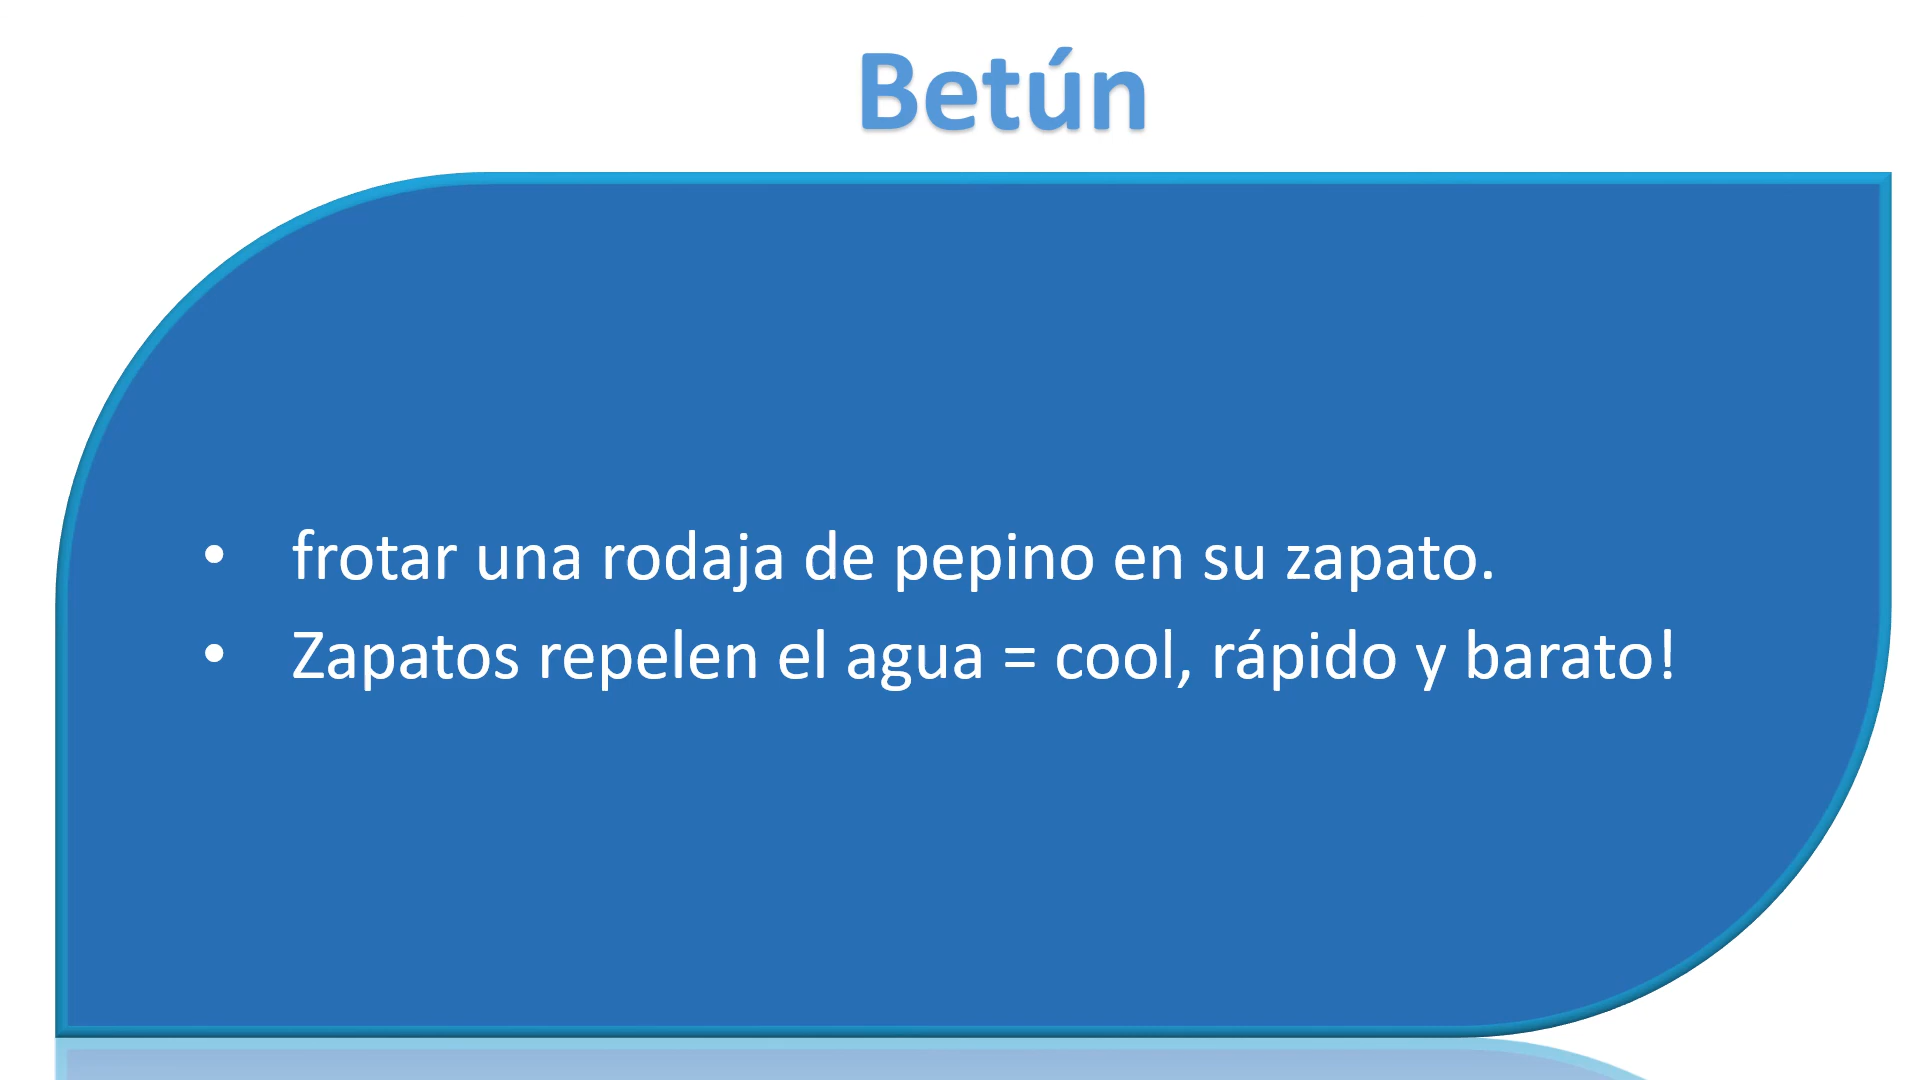 Betún
• frotar una rodaja de pepino en su zapato.
• Zapatos repelen el agua = cool, rápido y barato!